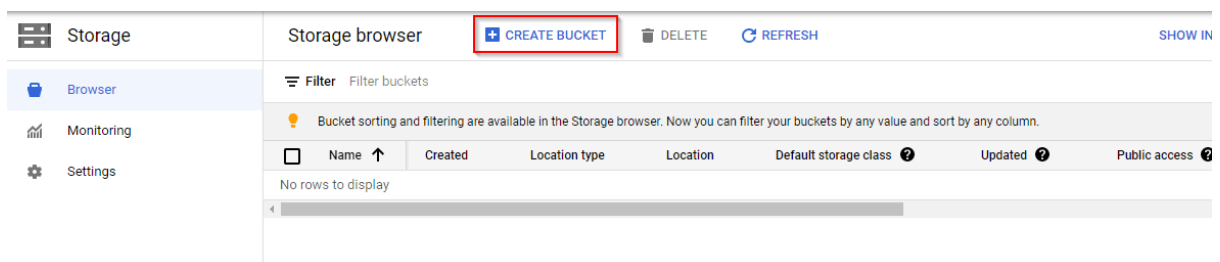 Storage
Storage browser
CREATE BUCKET
DELETE
REFRESH
SHOW IN
Browser
Monitoring
Settings
Filter Filter buckets
Bucket sorting and filtering are available in the Storage browser. Now you can filter your buckets by any value and sort by any column.
Name Created Location type Location Default storage class Updated Public access
No rows to display